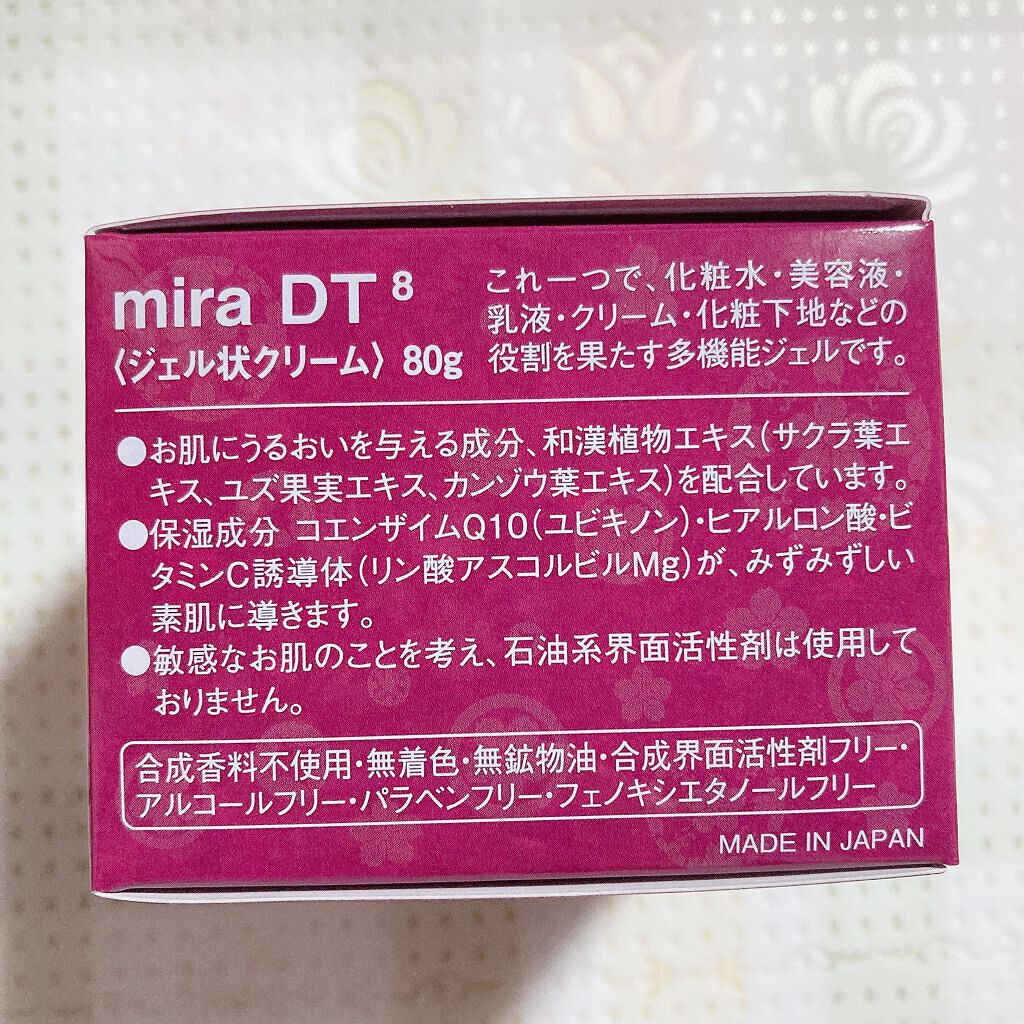 mira DT 8
〈ジェル状クリーム〉 80g
これ一つで、化粧水・美容液・
乳液・クリーム・化粧下地などの
役割を果たす多機能ジェルです。
●お肌にうるおいを与える成分、和漢植物エキス(サクラ葉エ
キス、ユズ果実エキス、カンゾウ葉エキス)を配合しています。
●保湿成分 コエンザイムQ10(ユビキノン)・ヒアルロン酸・ビ
タミンC誘導体(リン酸アスコルビルMg)が、みずみずしい
素肌に導きます。
●敏感なお肌のことを考え、石油系界面活性剤は使用して
おりません。
合成香料不使用・無着色・無鉱物油・合成界面活性剤フリー・
アルコールフリー・パラベンフリー・フェノキシエタノールフリー
MADE IN JAPAN